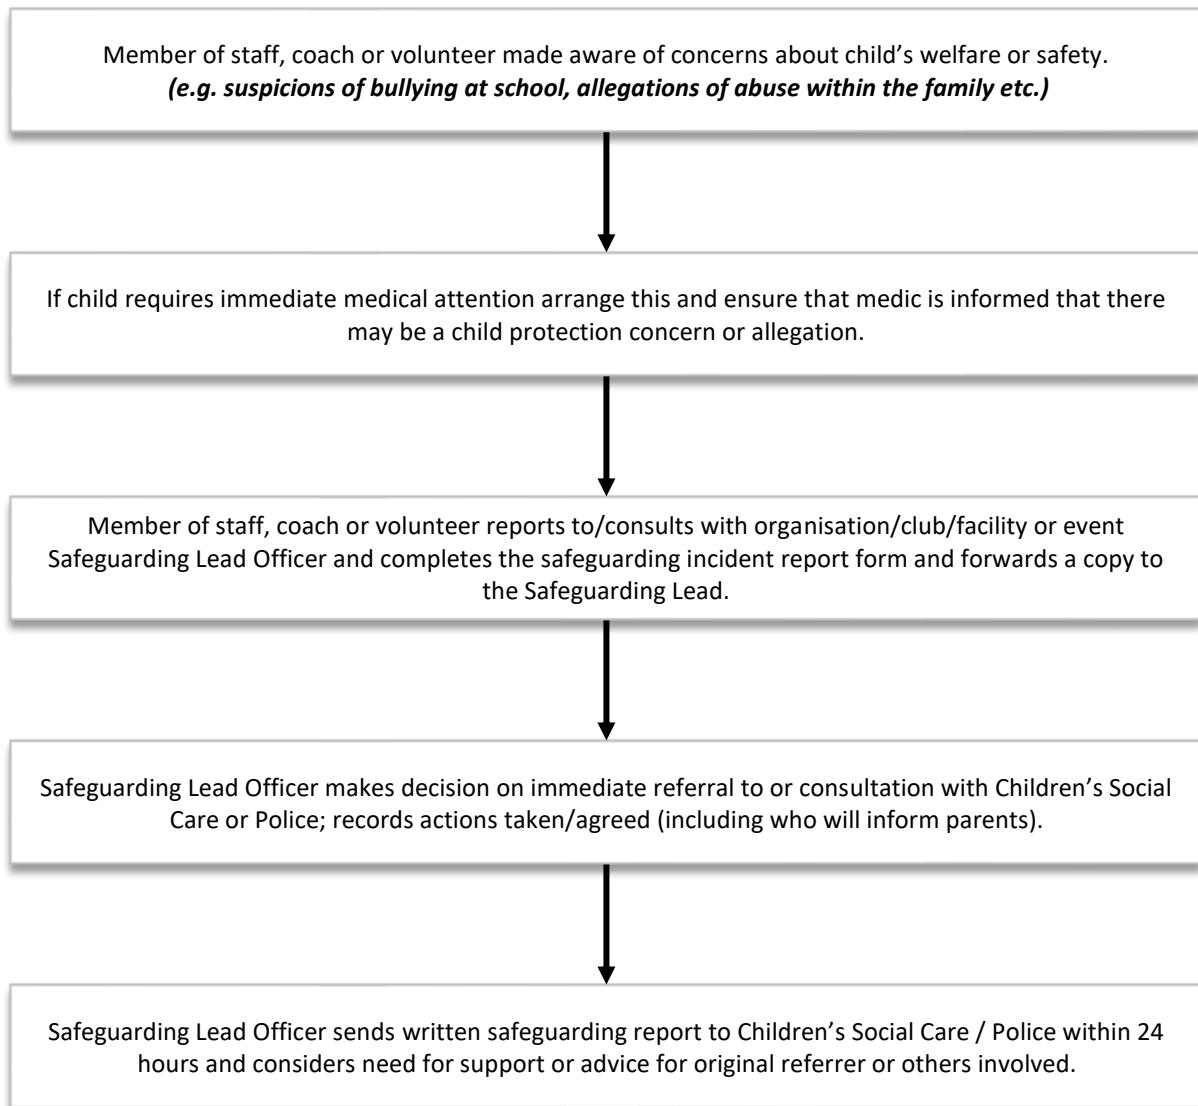 Member of staff, coach or volunteer made aware of concerns about child’s welfare or safety.
(e.g. suspicions of bullying at school, allegations of abuse within the family etc.)
If child requires immediate medical attention arrange this and ensure that medic is informed that there
may be a child protection concern or allegation.
Member of staff, coach or volunteer reports to/consults with organisation/club/facility or event
Safeguarding Lead Officer and completes the safeguarding incident report form and forwards a copy to
the Safeguarding Lead.
Safeguarding Lead Officer makes decision on immediate referral to or consultation with Children’s Social
Care or Police; records actions taken/agreed (including who will inform parents).
Safeguarding Lead Officer sends written safeguarding report to Children’s Social Care / Police within 24
hours and considers need for support or advice for original referrer or others involved.